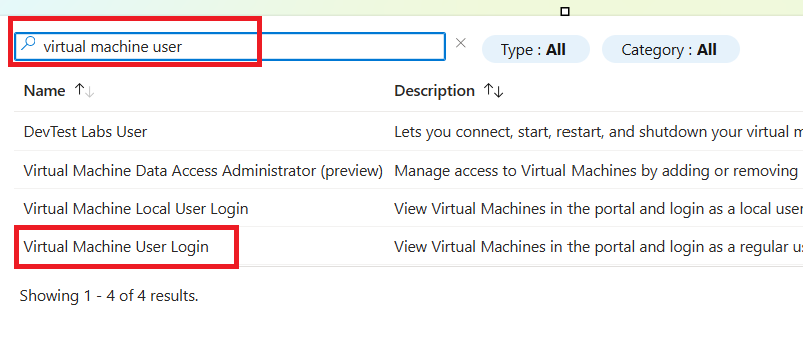 virtual machine user
Type : All
Category : All
Name
Description
DevTest Labs User
Lets you connect, start, restart, and shutdown your virtual
Virtual Machine Data Access Administrator (preview)
Manage access to Virtual Machines by adding or removing
Virtual Machine Local User Login
View Virtual Machines in the portal and login as a local user
Virtual Machine User Login
View Virtual Machines in the portal and login as a regular
Showing 1 - 4 of 4 results.